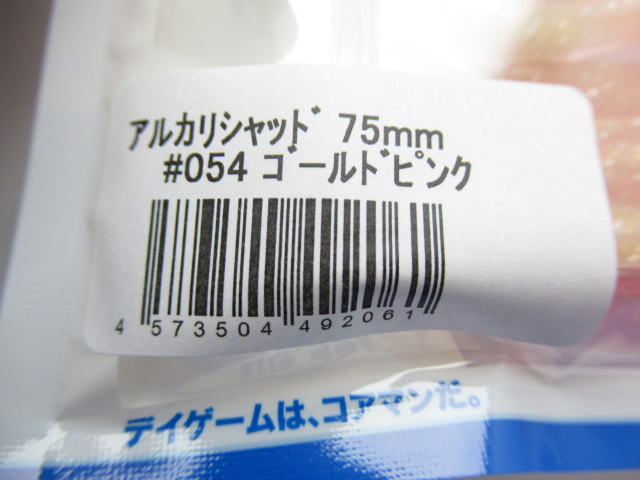 アルカリシャッド 75mm
#054 ゴールドピンク
4 573504 492061
デイゲームは、コアマンだ。